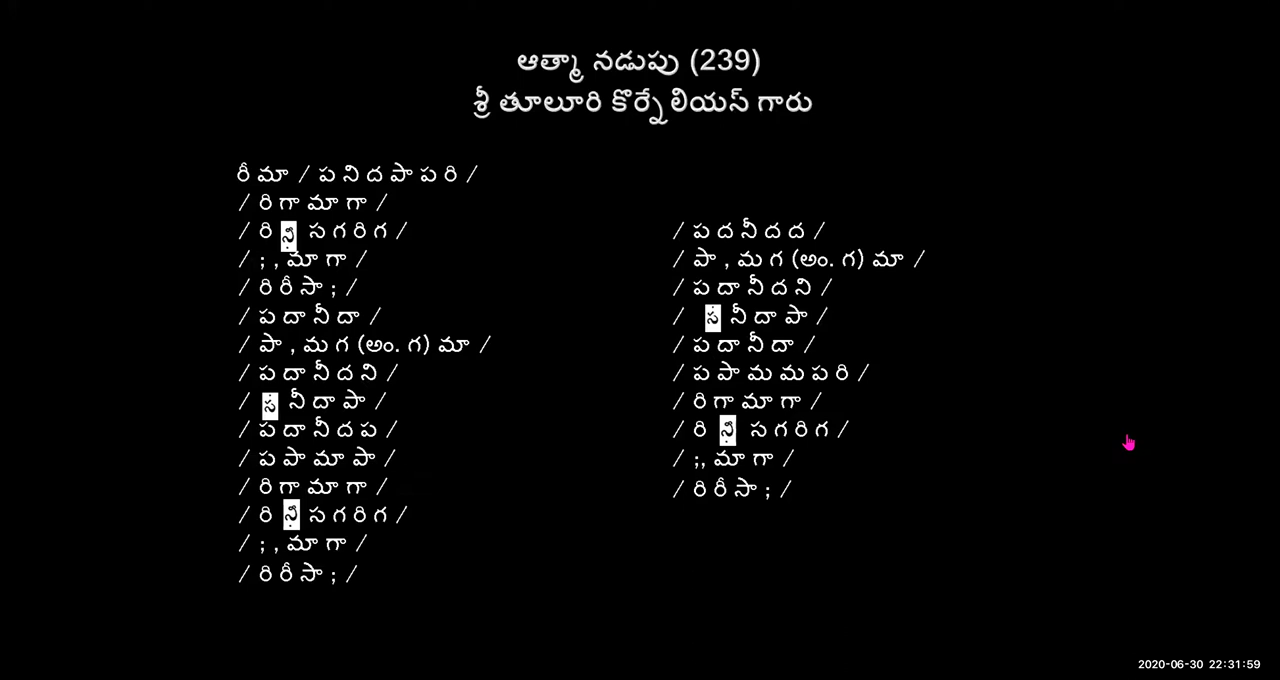 ఆత్మా నడుపు (239)
శ్రీ తూలూరి కొర్నేలియస్ గారు
రీ మా / ప ని ద పా ప రి /
/ రి గా మా గా /
/ రి ని స గ రి గ /
/ ; , మా గా /
/ రి రీ సా ; /
/ ప దా నీ దా /
/ పా , మ గ (అం. గ) మా /
/ ప దా నీ ద ని /
/ స నీ దా పా /
/ ప దా నీ ద ప /
/ ప పా మా పా /
/ రి గా మా గా /
/ రి ని స గ రి గ /
/ ; , మా గా /
/ రి రీ సా ; /
/ ప ద నీ ద ద /
/ పా , మ గ (అం. గ) మా /
/ ప దా నీ ద ని /
/ స నీ దా పా /
/ ప దా నీ దా /
/ ప పా మ మ ప రి /
/ రి గా మా గా /
/ రి ని స గ రి గ /
/ ;, మా గా /
/ రి రీ సా ; /
2020-06-30 22:31:59